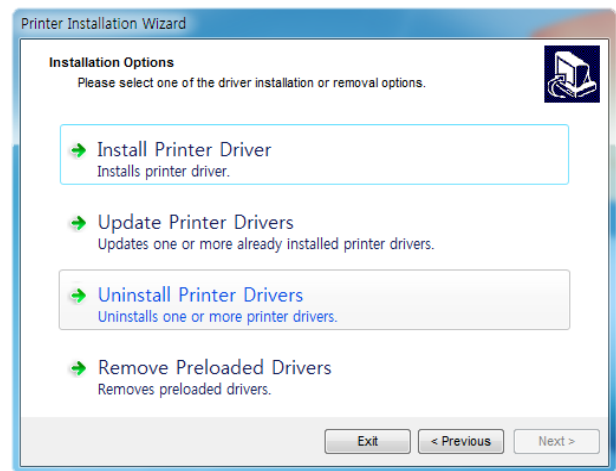 Printer Installation Wizard
Installation Options
Please select one of the driver installation or removal options.
Install Printer Driver
Installs printer driver.
Update Printer Drivers
Updates one or more already installed printer drivers.
Uninstall Printer Drivers
Uninstalls one or more printer drivers.
Remove Preloaded Drivers
Removes preloaded drivers.
Exit < Previous Next >